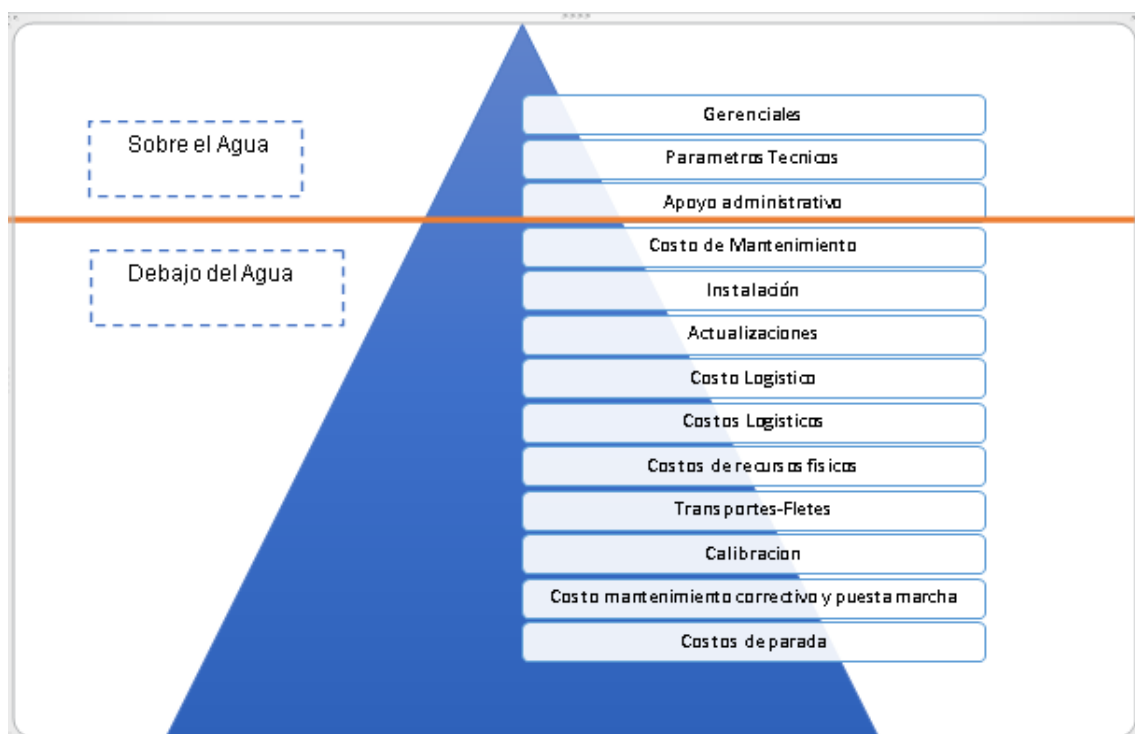 Gerenciales
Sobre el Agua
Parametros Tecnicos
Apoyo administrativo
Costo de Mantenimiento
Debajo del Agua
Instalación
Actualizaciones
Costo Logistico
Costos Logisticos
Costos de recursos fisicos
Transportes-Fletes
Calibracion
Costo mantenimiento correctivo y puesta marcha
Costos de parada